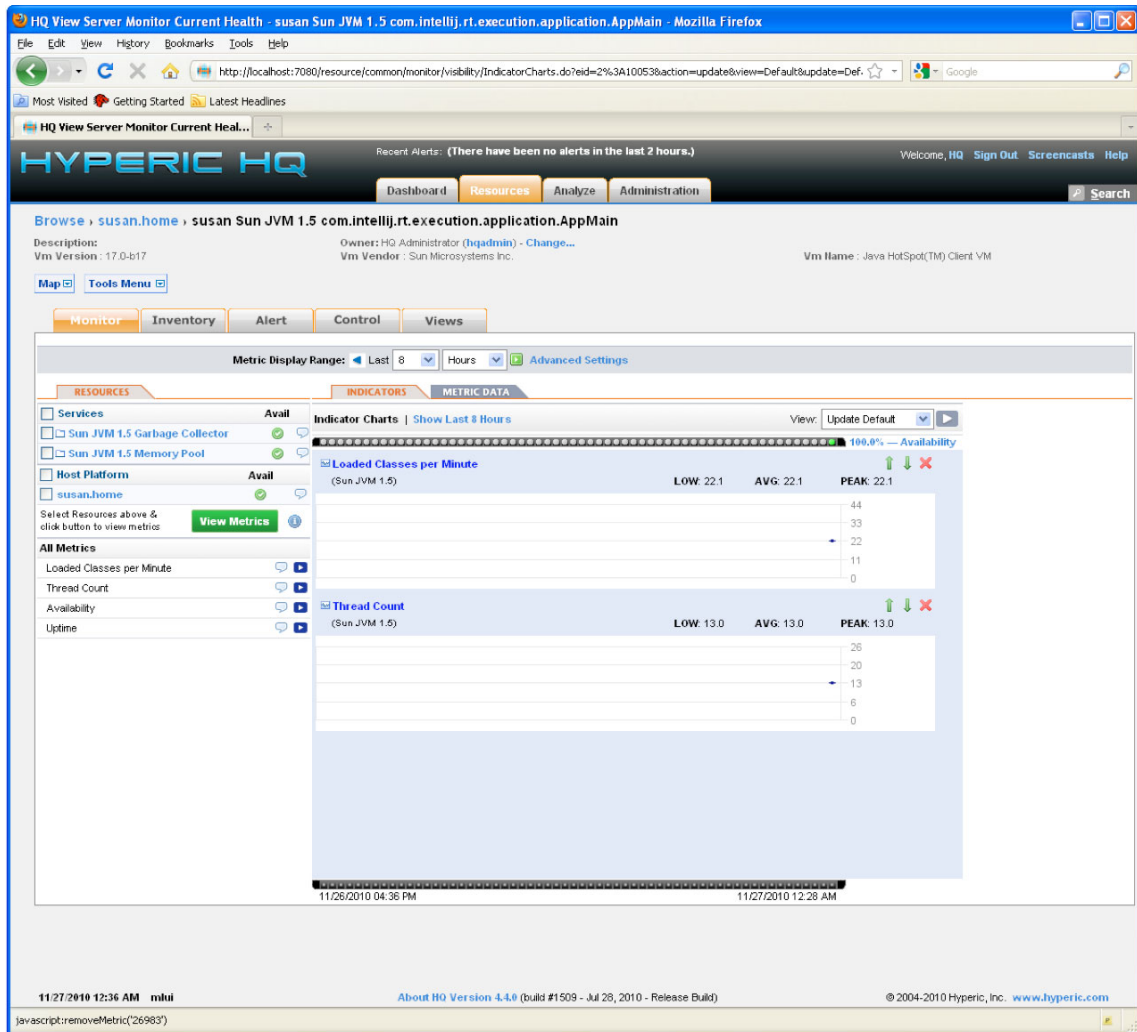 HQ View Server Monitor Current Health - susan Sun JVM 1.5 com.intellij.rt.execution.application.AppMain - Mozilla Firefox
File Edit View History Bookmarks Tools Help
http://localhost:7080/resource/common/monitor/visibility/IndicatorCharts.do?eid=2%3A10053&action=update&view=Default&update=Def. Google
Most Visited Getting Started Latest Headlines
HQ View Server Monitor Current Heal...
HYPERIC HQ
Recent Alerts: (There have been no alerts in the last 2 hours.) Welcome, HQ Sign Out Screencasts Help
Dashboard Resources Analyze Administration Search
Browse › susan.home › susan Sun JVM 1.5 com.intellij.rt.execution.application.AppMain
Description: Owner: HQ Administrator (hqadmin) - Change...
Vm Version : 17.0-b17 Vm Vendor : Sun Microsystems Inc. Vm Name : Java HotSpot(TM) Client VM
Map Tools Menu
Monitor Inventory Alert Control Views
Metric Display Range: Last 8 Hours Advanced Settings
RESOURCES INDICATORS METRIC DATA
Services Avail
Sun JVM 1.5 Garbage Collector
Sun JVM 1.5 Memory Pool
Host Platform Avail
susan.home
Select Resources above &
click button to view metrics
View Metrics
All Metrics
Loaded Classes per Minute
Thread Count
Availability
Uptime
Indicator Charts | Show Last 8 Hours View: Update Default
100.0% — Availability
Loaded Classes per Minute
(Sun JVM 1.5) LOW: 22.1 AVG: 22.1 PEAK: 22.1
44
33
22
11
0
Thread Count
(Sun JVM 1.5) LOW: 13.0 AVG: 13.0 PEAK: 13.0
26
20
13
6
0
11/26/2010 04:36 PM 11/27/2010 12:28 AM
11/27/2010 12:36 AM mlui About HQ Version 4.4.0 (build #1509 - Jul 28, 2010 - Release Build) © 2004-2010 Hyperic, Inc. www.hyperic.com
javascript:removeMetric('26983')